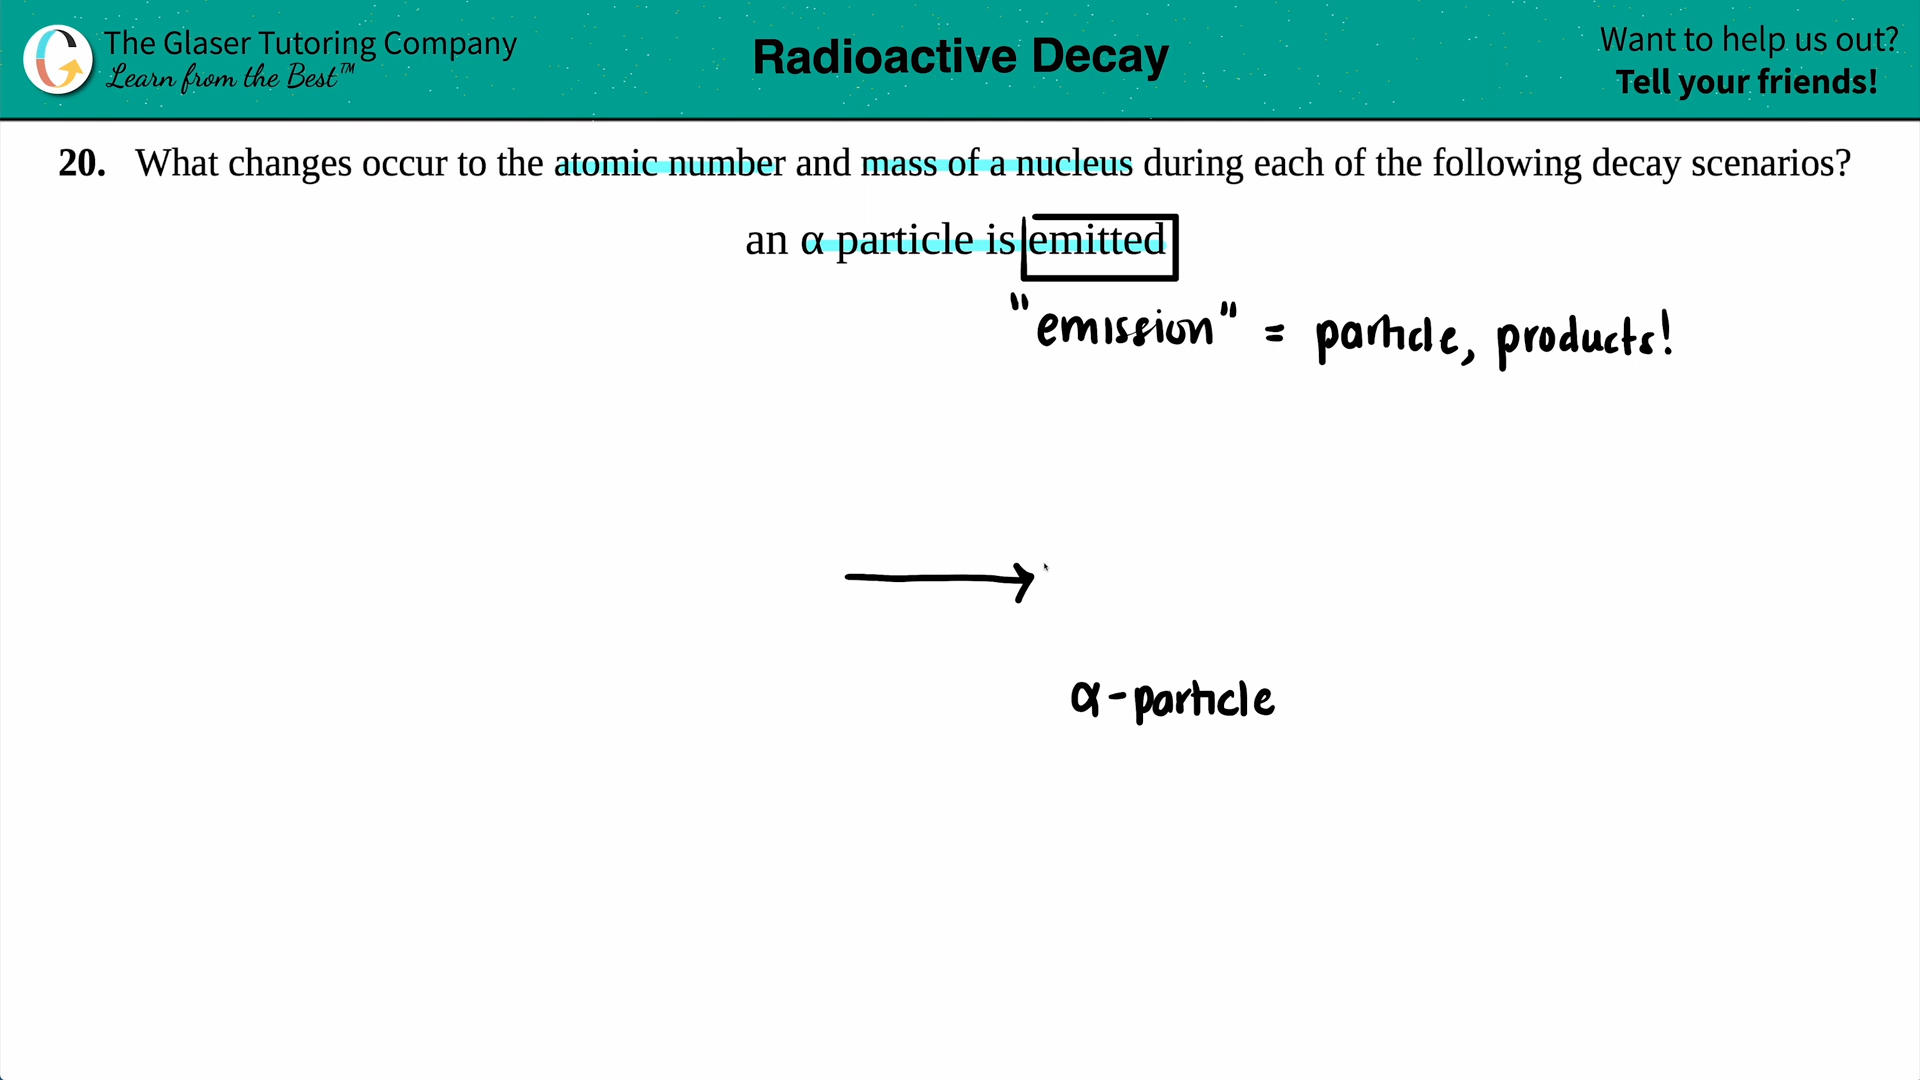 The Glaser Tutoring Company
Learn from the Best™
Radioactive Decay
Want to help us out?
Tell your friends!
20. What changes occur to the atomic number and mass of a nucleus during each of the following decay scenarios?
an α particle is emitted
"emission" = particle, products!
α-particle